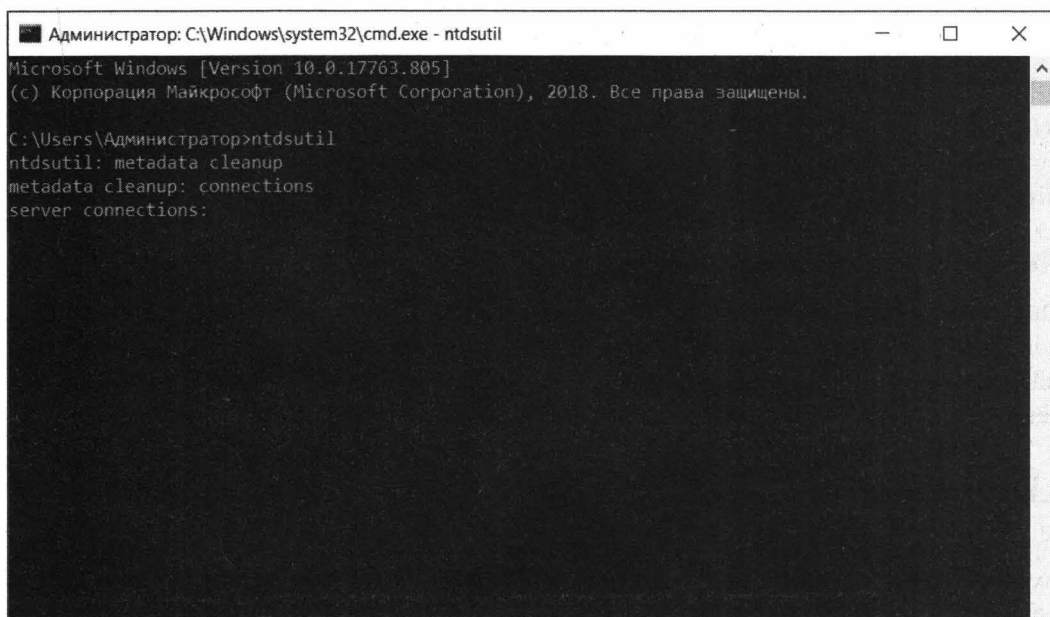 Администратор: C:\Windows\system32\cmd.exe - ntdsutil
Microsoft Windows [Version 10.0.17763.805]
(c) Корпорация Майкрософт (Microsoft Corporation), 2018. Все права защищены.
C:\Users\Администратор>ntdsutil
ntdsutil: metadata cleanup
metadata cleanup: connections
server connections: